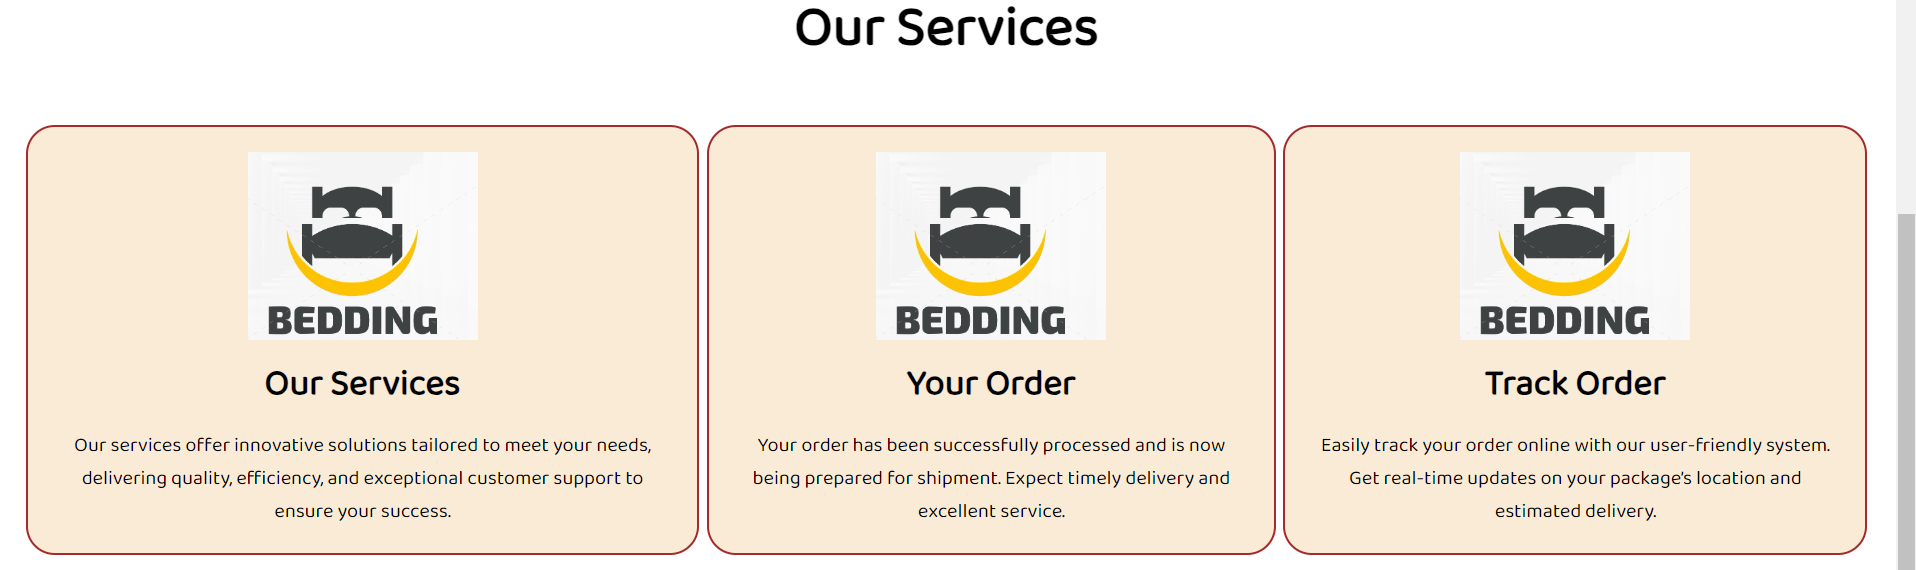 Our Services
BEDDING
Our Services
Our services offer innovative solutions tailored to meet your needs,
delivering quality, efficiency, and exceptional customer support to
ensure your success.
BEDDING
Your Order
Your order has been successfully processed and is now
being prepared for shipment. Expect timely delivery and
excellent service.
BEDDING
Track Order
Easily track your order online with our user-friendly system.
Get real-time updates on your package's location and
estimated delivery.